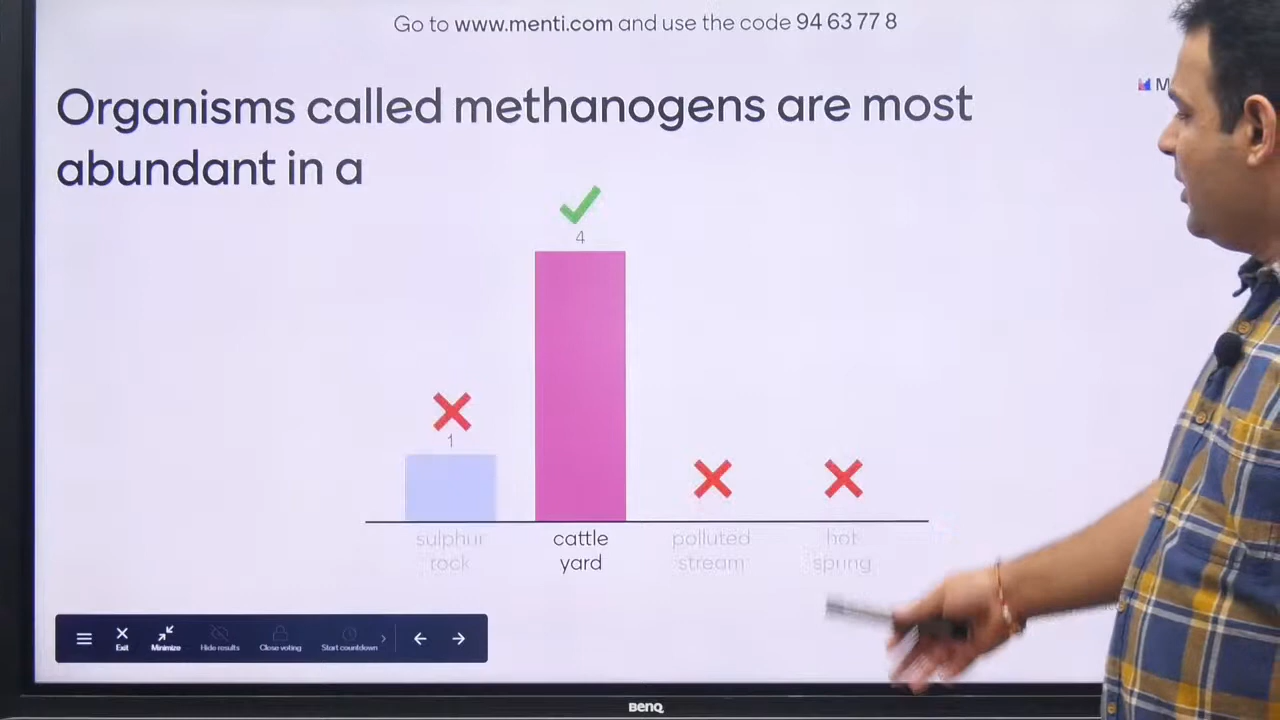 Go to www.menti.com and use the code 94 63 77 8
Organisms called methanogens are most
abundant in a
4
1
sulphur
rock
cattle
yard
polluted
stream
hot
spring
Exit
Minimize
Hide results
Close voting
Start countdown
BenQ